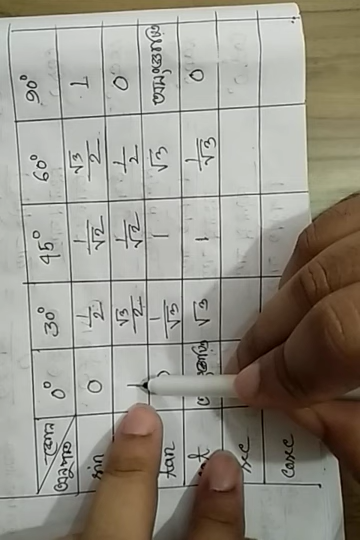 কোণ
অনুপাত 0° 30° 45° 60° 90°
sin 0 1/2 1/√2 √3/2 1
√3/2 1/√2 1/2 0
tan 1/√3 1 √3 অসংজ্ঞায়িত
√3 1 1/√3 0
cosec